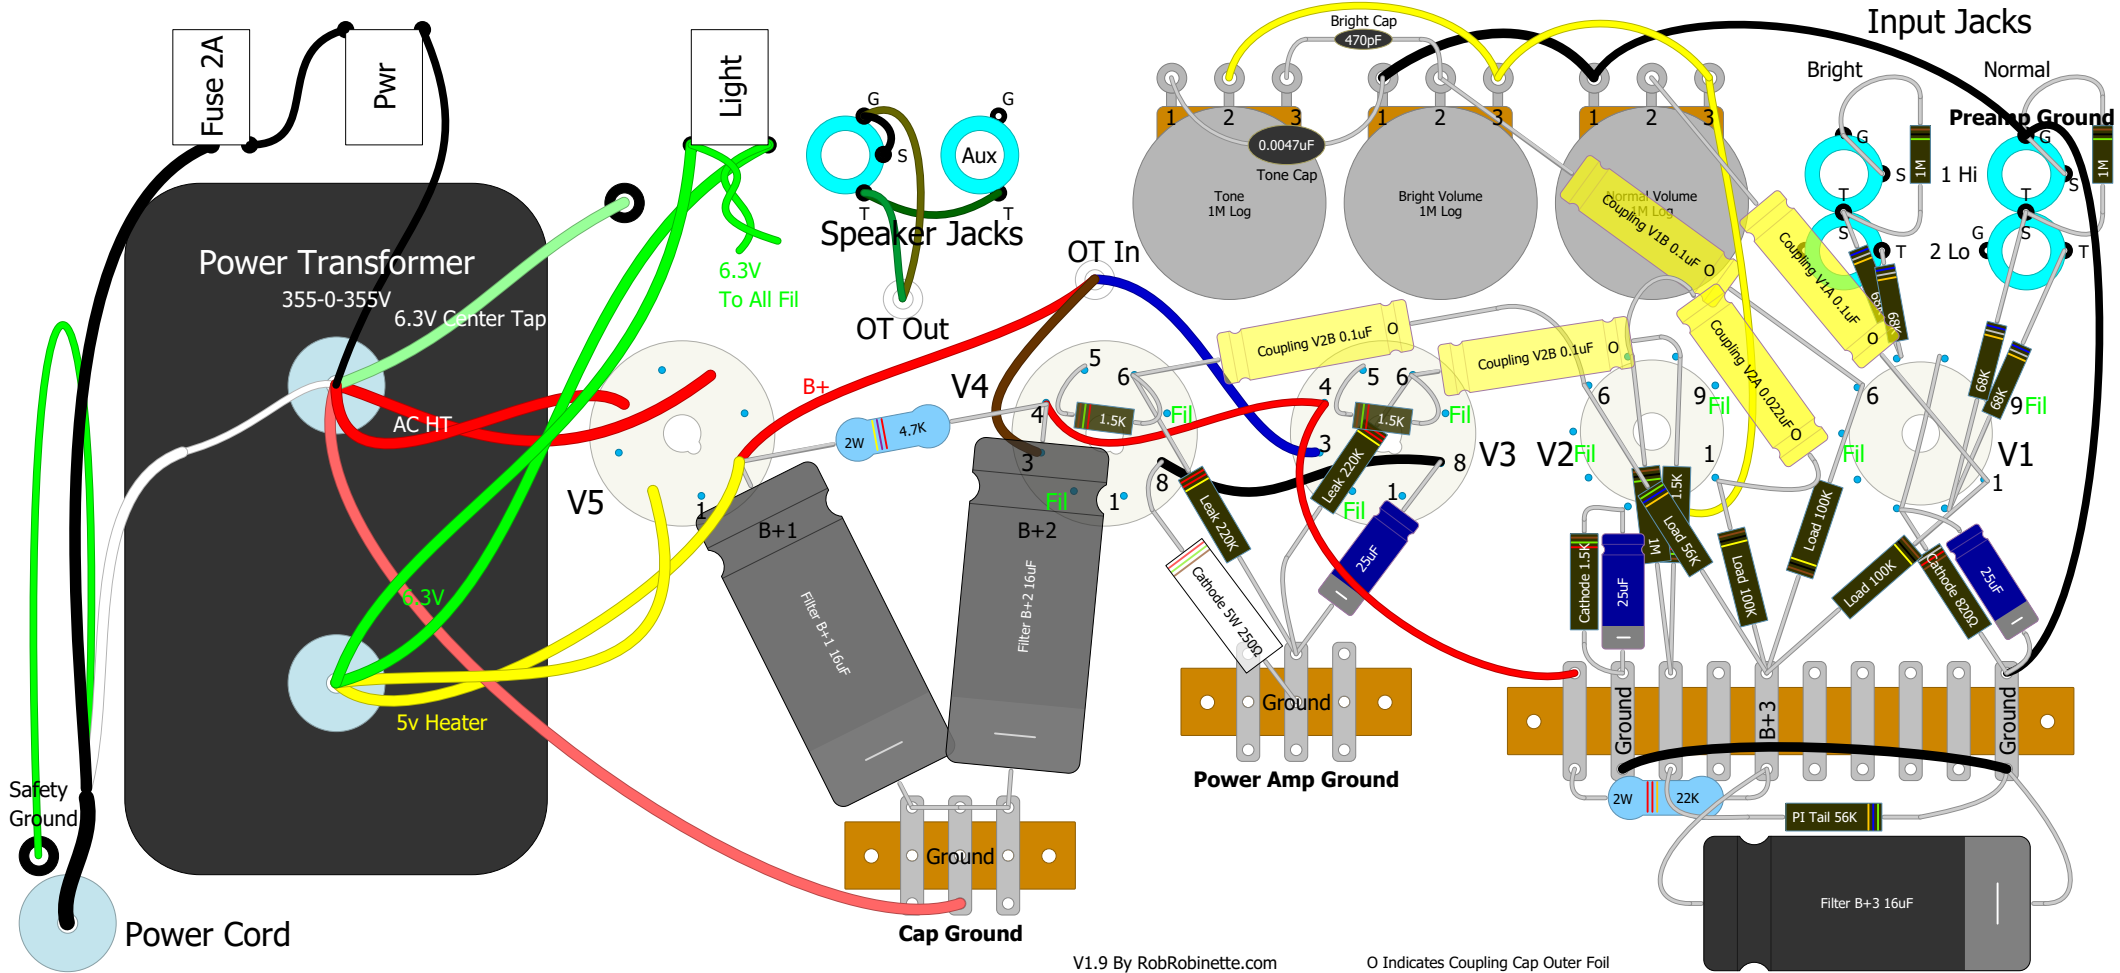 Fuse 2A
Pwr
Light
Bright Cap
470pF
Input Jacks
Bright
Normal
Preamp Ground
G
S
T
G
T
Aux
Speaker Jacks
OT In
OT Out
1
2
3
1
2
3
1
2
3
0.0047uF
Tone Cap
Tone
1M Log
Bright Volume
1M Log
Normal Volume
1M Log
G
S
T
S
T
1M
1 Hi
G
S
T
G
S
T
2 Lo
1M
68K
68K
68K
68K
Power Transformer
355-0-355V
6.3V Center Tap
6.3V
To All Fil
AC HT
B+
V5
1
2W
4.7K
V4
5
6
4
3
8
1
Fil
Fil
1.5K
Coupling V2B 0.1uF
Coupling V2B 0.1uF
Coupling V1B 0.1uF
Coupling V1A 0.1uF
Coupling V2A 0.022uF
O
O
O
O
O
4
5
6
3
8
1
Fil
Fil
1.5K
V3
V2
6
9
1
Fil
Fil
6
9
1
Fil
Fil
V1
B+1
Filter B+1 16uF
B+2
Filter B+2 16uF
Leak 220K
Leak 220K
Cathode 5W 250Ω
25uF
Cathode 1.5K
25uF
1M
1.5K
Load 56K
Load 100K
Load 100K
Load 100K
Cathode 820Ω
25uF
6.3V
5v Heater
Safety
Ground
Power Cord
Ground
Cap Ground
Ground
Power Amp Ground
Ground
B+3
Ground
2W
22K
PI Tail 56K
Filter B+3 16uF
V1.9 By RobRobinette.com
O Indicates Coupling Cap Outer Foil